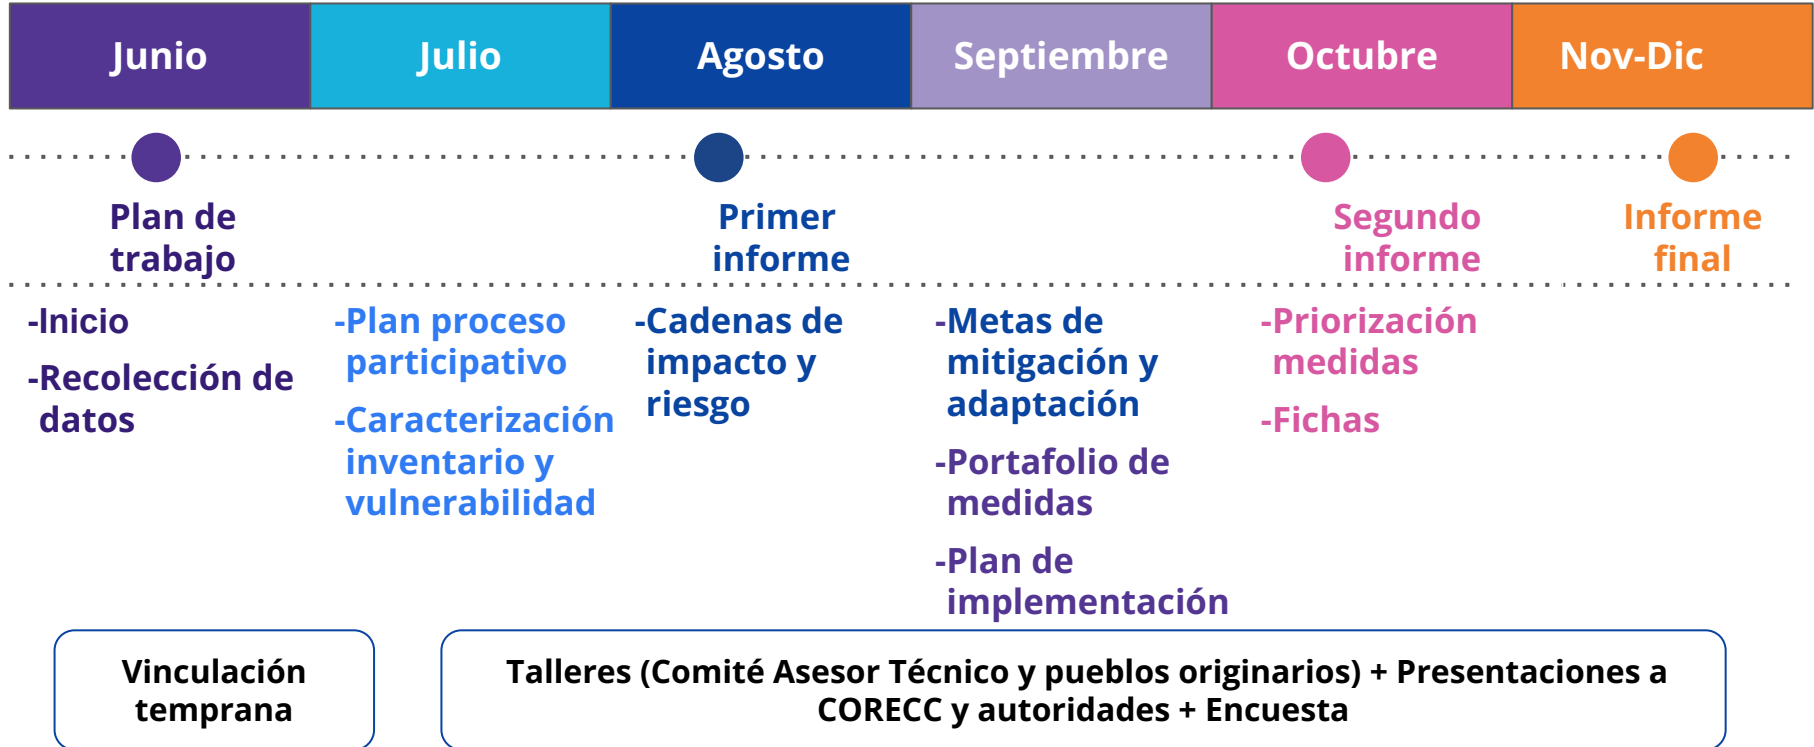 Junio
Julio
Agosto
Septiembre
Octubre
Nov-Dic
Plan de
trabajo
Primer
informe
Segundo
informe
Informe
final
-Inicio
-Recolección de
datos
-Plan proceso
participativo
-Caracterización
inventario y
vulnerabilidad
-Cadenas de
impacto y
riesgo
-Metas de
mitigación y
adaptación
-Portafolio de
medidas
-Plan de
implementación
-Priorización
medidas
-Fichas
Vinculación
temprana
Talleres (Comité Asesor Técnico y pueblos originarios) + Presentaciones a
CORECC y autoridades + Encuesta